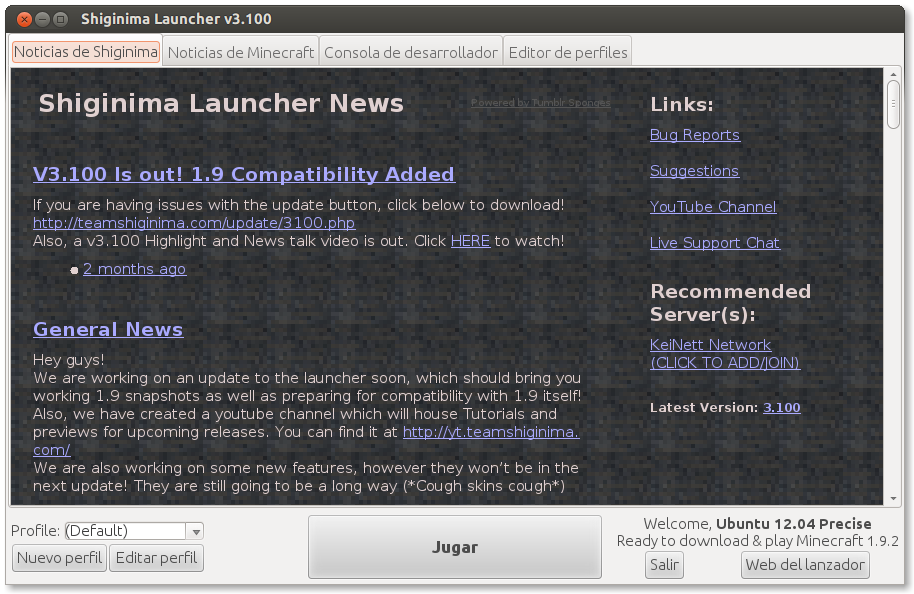 Shiginima Launcher v3.100
Noticias de Shiginima
Noticias de Minecraft
Consola de desarrollador
Editor de perfiles
Shiginima Launcher News
Powered by Tumblr Sponges
V3.100 Is out! 1.9 Compatibility Added
If you are having issues with the update button, click below to download!
http://teamshiginima.com/update/3100.php
Also, a v3.100 Highlight and News talk video is out. Click HERE to watch!
2 months ago
General News
Hey guys!
We are working on an update to the launcher soon, which should bring you
working 1.9 snapshots as well as preparing for compatibility with 1.9 itself!
Also, we have created a youtube channel which will house Tutorials and
previews for upcoming releases. You can find it at http://yt.teamshiginima.
com/
We are also working on some new features, however they won't be in the
next update! They are still going to be a long way (*Cough skins cough*)
Links:
Bug Reports
Suggestions
YouTube Channel
Live Support Chat
Recommended
Server(s):
KeiNett Network
(CLICK TO ADD/JOIN)
Latest Version: 3.100
Profile: (Default)
Nuevo perfil
Editar perfil
Jugar
Welcome, Ubuntu 12.04 Precise
Ready to download & play Minecraft 1.9.2
Salir
Web del lanzador